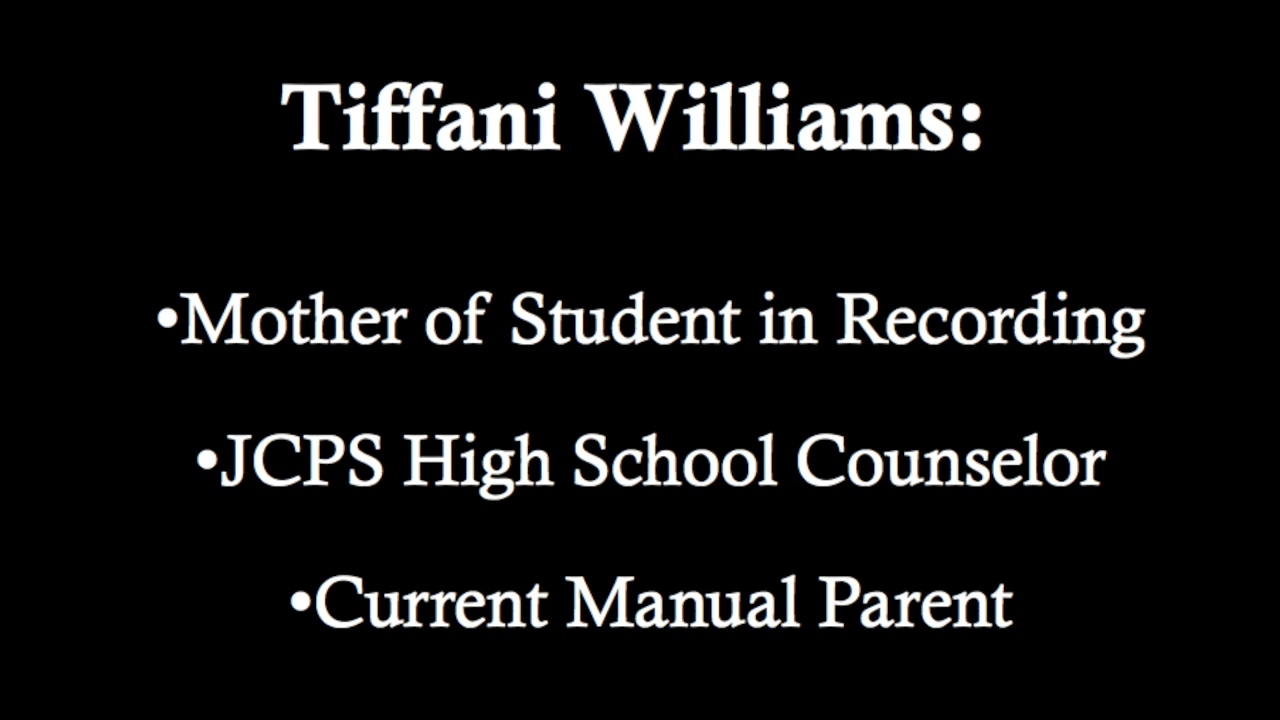 Tiffani Williams:
•Mother of Student in Recording
•JCPS High School Counselor
•Current Manual Parent